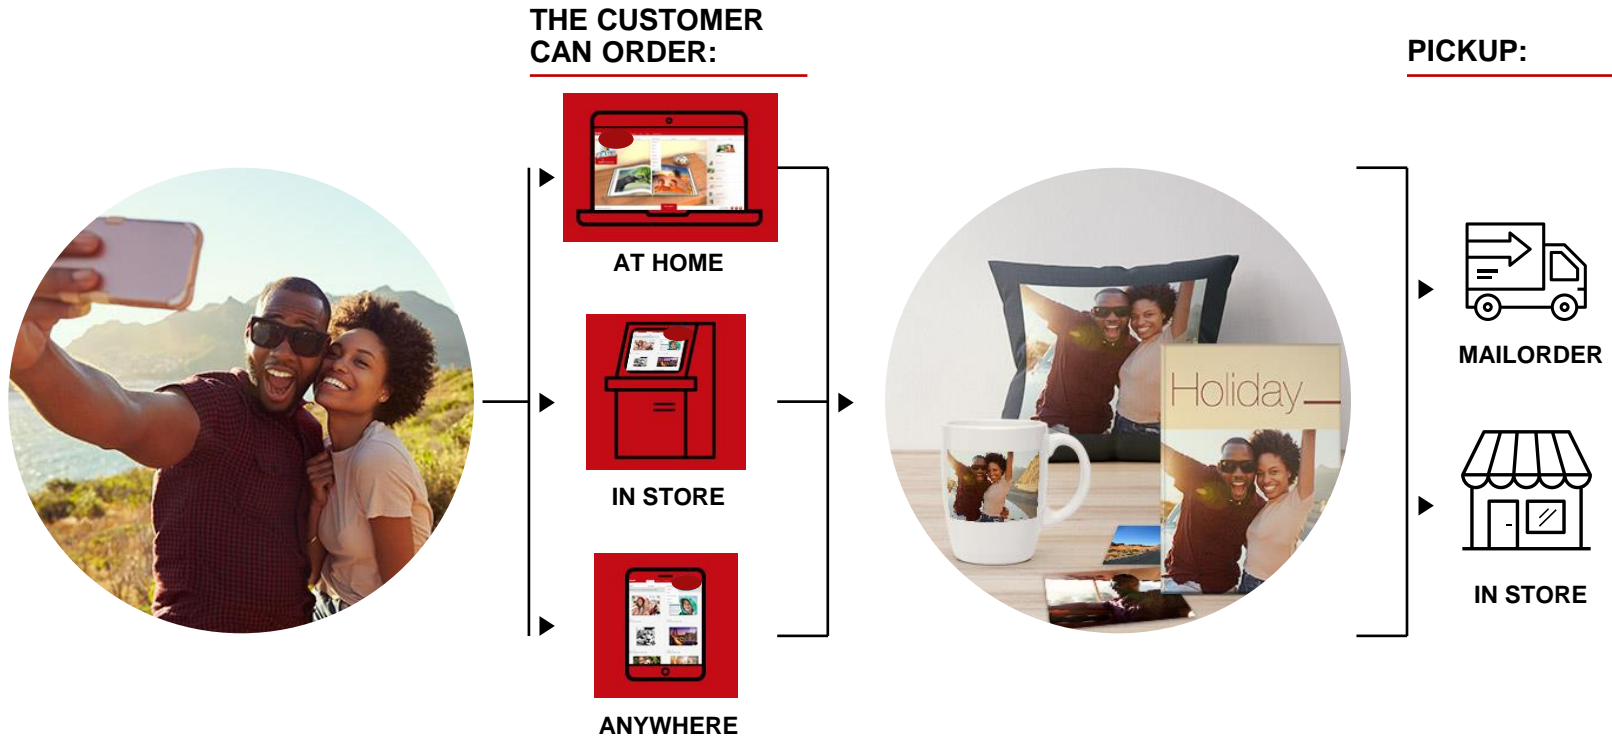 THE CUSTOMER
CAN ORDER:
PICKUP:
AT HOME
IN STORE
ANYWHERE
Holiday
MAILORDER
IN STORE